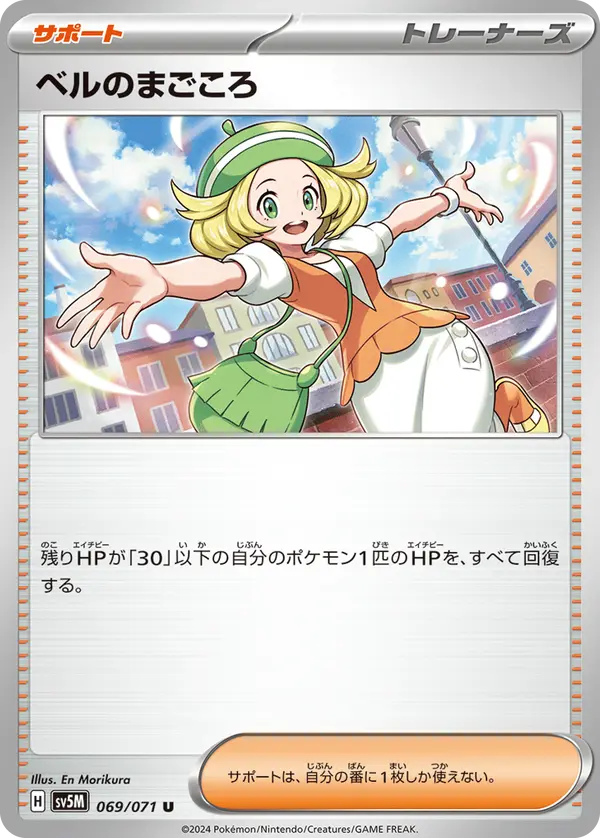 サポート
トレーナーズ
ベルのまごころ
残りHPが「30」以下の自分のポケモン1匹のHPを、すべて回復
する。
サポートは、自分の番に1枚しか使えない。
Illus. En Morikura
H SV5M 069/071 U
©2024 Pokémon/Nintendo/Creatures/GAME FREAK.